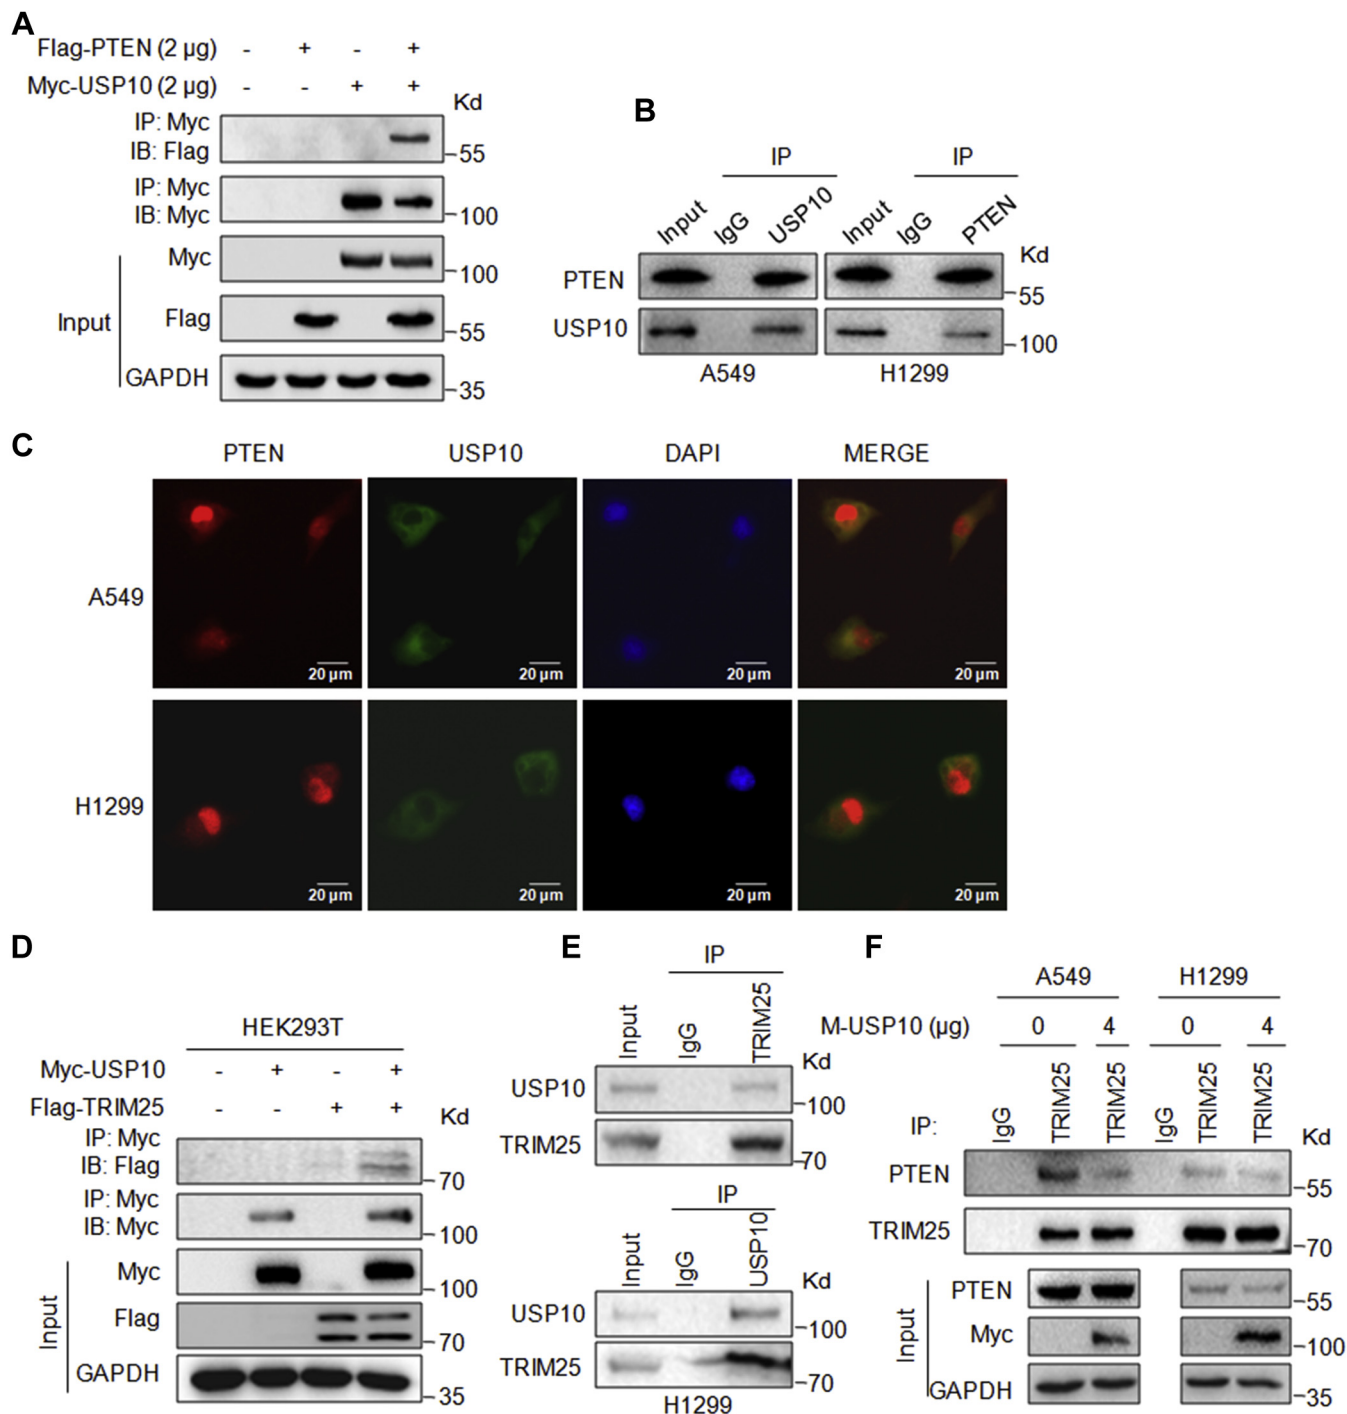 A
Flag-PTEN (2 µg) - + - +
Myc-USP10 (2 µg) - - + +
Kd
IP: Myc
IB: Flag
55
IP: Myc
IB: Myc
100
Input
Myc
100
Flag
55
GAPDH
35
B
IP IP
Input IgG USP10 Input IgG PTEN
Kd
PTEN
55
USP10
100
A549 H1299
C
PTEN USP10 DAPI MERGE
A549
20 µm 20 µm 20 µm 20 µm
H1299
20 µm 20 µm 20 µm 20 µm
D
HEK293T
Myc-USP10 - + - +
Flag-TRIM25 - - + +
Kd
IP: Myc
IB: Flag
70
IP: Myc
IB: Myc
100
Input
Myc
100
Flag
70
GAPDH
35
E
IP
Input IgG TRIM25
Kd
USP10
100
TRIM25
70
IP
Input IgG USP10
Kd
USP10
100
TRIM25
70
H1299
F
A549 H1299
M-USP10 (µg) 0 4 0 4
IP: IgG TRIM25 TRIM25 IgG TRIM25 TRIM25
Kd
PTEN
55
TRIM25
70
Input
PTEN
55
Myc
100
GAPDH
35